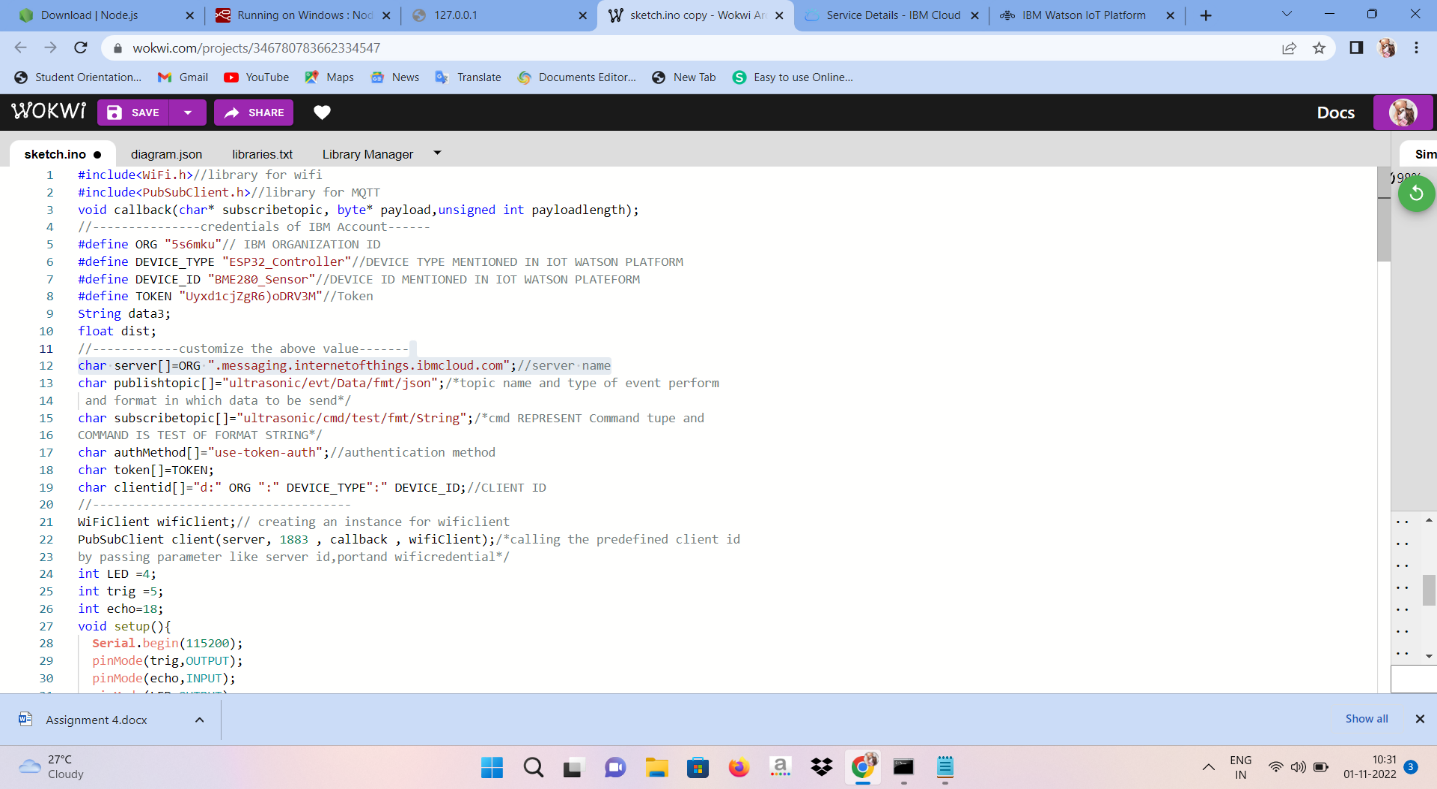 Download | Node.js
Running on Windows : Nod
127.0.0.1
sketch.ino copy - Wokwi Ar
Service Details - IBM Cloud
IBM Watson IoT Platform
wokwi.com/projects/346780783662334547
Student Orientation...
Gmail
YouTube
Maps
News
Translate
Documents Editor...
New Tab
Easy to use Online...
WOKWi
SAVE
SHARE
Docs
sketch.ino ●
diagram.json
libraries.txt
Library Manager
Sim
1 #include<WiFi.h>//library for wifi
2 #include<PubSubClient.h>//library for MQTT
3 void callback(char* subscribetopic, byte* payload,unsigned int payloadlength);
4 //---------------credentials of IBM Account------
5 #define ORG "5s6mku"// IBM ORGANIZATION ID
6 #define DEVICE_TYPE "ESP32_Controller"//DEVICE TYPE MENTIONED IN IOT WATSON PLATFORM
7 #define DEVICE_ID "BME280_Sensor"//DEVICE ID MENTIONED IN IOT WATSON PLATEFORM
8 #define TOKEN "Uyxd1cjZgR6)oDRV3M"//Token
9 String data3;
10 float dist;
11 //------------customize the above value-------
12 char server[]=ORG ".messaging.internetofthings.ibmcloud.com";//server name
13 char publishtopic[]="ultrasonic/evt/Data/fmt/json";/*topic name and type of event perform
14 and format in which data to be send*/
15 char subscribetopic[]="ultrasonic/cmd/test/fmt/String";/*cmd REPRESENT Command tupe and
16 COMMAND IS TEST OF FORMAT STRING*/
17 char authMethod[]="use-token-auth";//authentication method
18 char token[]=TOKEN;
19 char clientid[]="d:" ORG ":" DEVICE_TYPE":" DEVICE_ID;//CLIENT ID
20 //------------------------------------
21 WiFiClient wifiClient;// creating an instance for wificlient
22 PubSubClient client(server, 1883 , callback , wifiClient);/*calling the predefined client id
23 by passing parameter like server id,portand wificredential*/
24 int LED =4;
25 int trig =5;
26 int echo=18;
27 void setup(){
28 Serial.begin(115200);
29 pinMode(trig,OUTPUT);
30 pinMode(echo,INPUT);
Assignment 4.docx
Show all
27°C
Cloudy
ENG
IN
10:31
01-11-2022
3